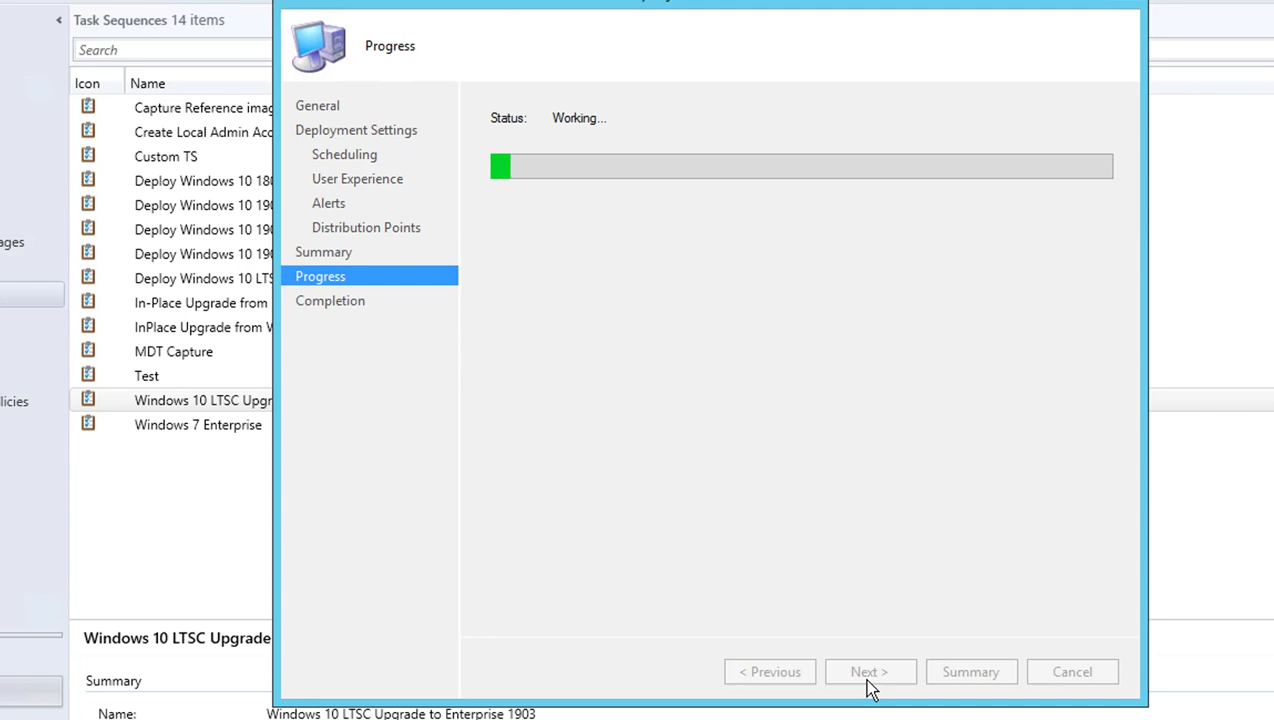 Task Sequences 14 items
Search
Icon Name
Capture Reference imag
Create Local Admin Acc
Custom TS
Deploy Windows 10 180
Deploy Windows 10 190
Deploy Windows 10 190
Deploy Windows 10 190
Deploy Windows 10 LTS
In-Place Upgrade from
InPlace Upgrade from W
MDT Capture
Test
Windows 10 LTSC Upgr
Windows 7 Enterprise
ages
licies
Windows 10 LTSC Upgrade
Summary
Name: Windows 10 LTSC Upgrade to Enterprise 1903
Progress
General
Deployment Settings
Scheduling
User Experience
Alerts
Distribution Points
Summary
Progress
Completion
Status: Working...
< Previous
Next >
Summary
Cancel